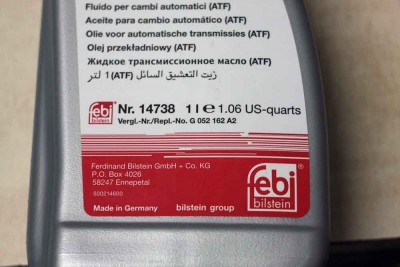 Fluido per cambi automatici (ATF)
Aceite para cambio automático (ATF)
Olie voor automatische transmissies (ATF)
Olej przekładniowy (ATF)
Жидкое трансмиссионное масло (ATF)
زيت التعشيق السائل (ATF) 1 لتر
febi
bilstein
Nr. 14738 1 l e 1.06 US-quarts
Vergl.-Nr./Repl.-No. G 052 162 A2
Ferdinand Bilstein GmbH + Co. KG
P.O. Box 4026
58247 Ennepetal
600214600
febi
bilstein
Made in Germany bilstein group